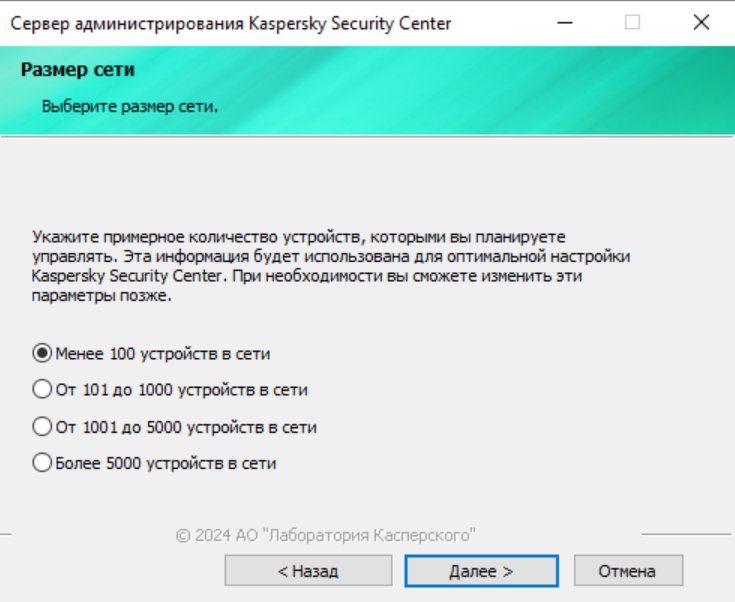 Сервер администрирования Kaspersky Security Center
Размер сети
Выберите размер сети.
Укажите примерное количество устройств, которыми вы планируете
управлять. Эта информация будет использована для оптимальной настройки
Kaspersky Security Center. При необходимости вы сможете изменить эти
параметры позже.
Менее 100 устройств в сети
От 101 до 1000 устройств в сети
От 1001 до 5000 устройств в сети
Более 5000 устройств в сети
© 2024 АО "Лаборатория Касперского"
< Назад Далее > Отмена